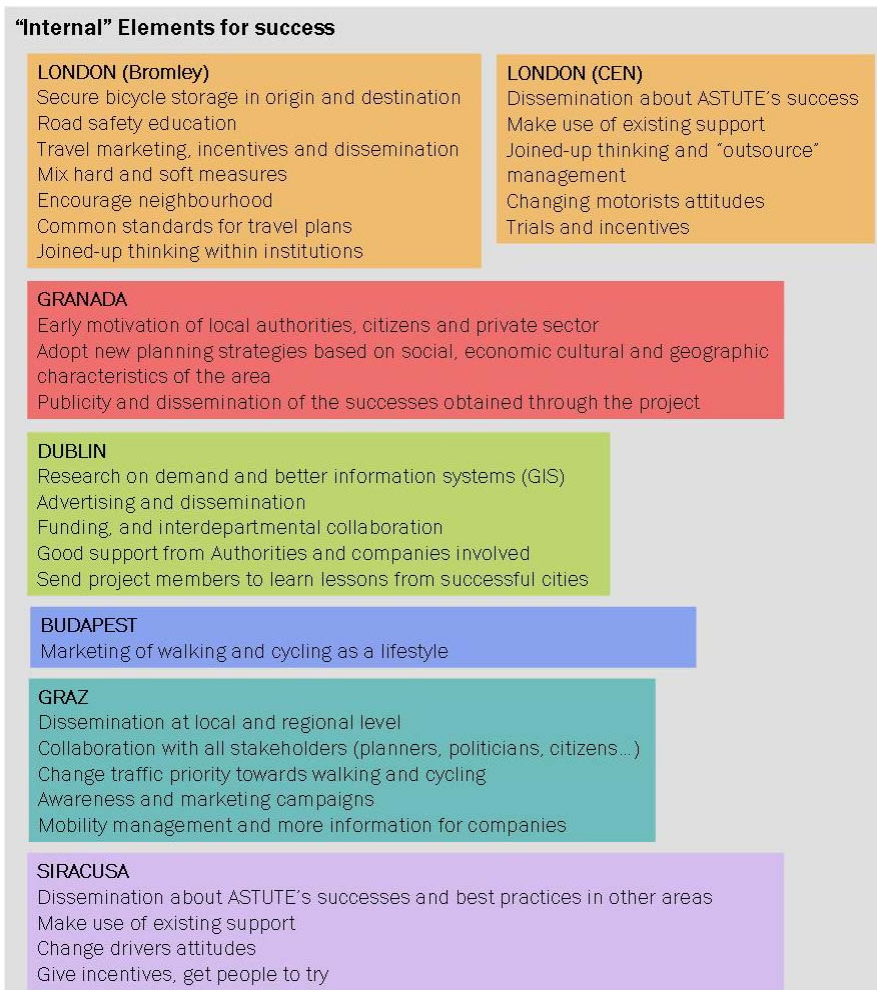 “Internal” Elements for success
LONDON (Bromley)
Secure bicycle storage in origin and destination
Road safety education
Travel marketing, incentives and dissemination
Mix hard and soft measures
Encourage neighbourhood
Common standards for travel plans
Joined-up thinking within institutions
LONDON (CEN)
Dissemination about ASTUTE’s success
Make use of existing support
Joined-up thinking and “outsource”
management
Changing motorists attitudes
Trials and incentives
GRANADA
Early motivation of local authorities, citizens and private sector
Adopt new planning strategies based on social, economic cultural and geographic
characteristics of the area
Publicity and dissemination of the successes obtained through the project
DUBLIN
Research on demand and better information systems (GIS)
Advertising and dissemination
Funding, and interdepartmental collaboration
Good support from Authorities and companies involved
Send project members to learn lessons from successful cities
BUDAPEST
Marketing of walking and cycling as a lifestyle
GRAZ
Dissemination at local and regional level
Collaboration with all stakeholders (planners, politicians, citizens...)
Change traffic priority towards walking and cycling
Awareness and marketing campaigns
Mobility management and more information for companies
SIRACUSA
Dissemination about ASTUTE’s successes and best practices in other areas
Make use of existing support
Change drivers attitudes
Give incentives, get people to try